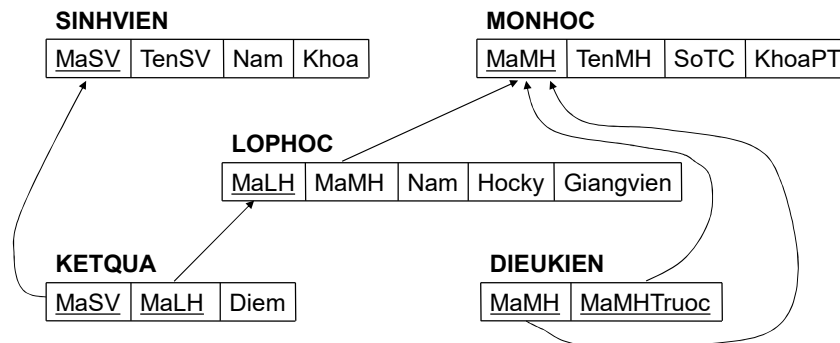 SINHVIEN
MaSV TenSV Nam Khoa
MONHOC
MaMH TenMH SoTC KhoaPT
LOPHOC
MaLH MaMH Nam Hocky Giangvien
KETQUA
MaSV MaLH Diem
DIEUKIEN
MaMH MaMHTruoc